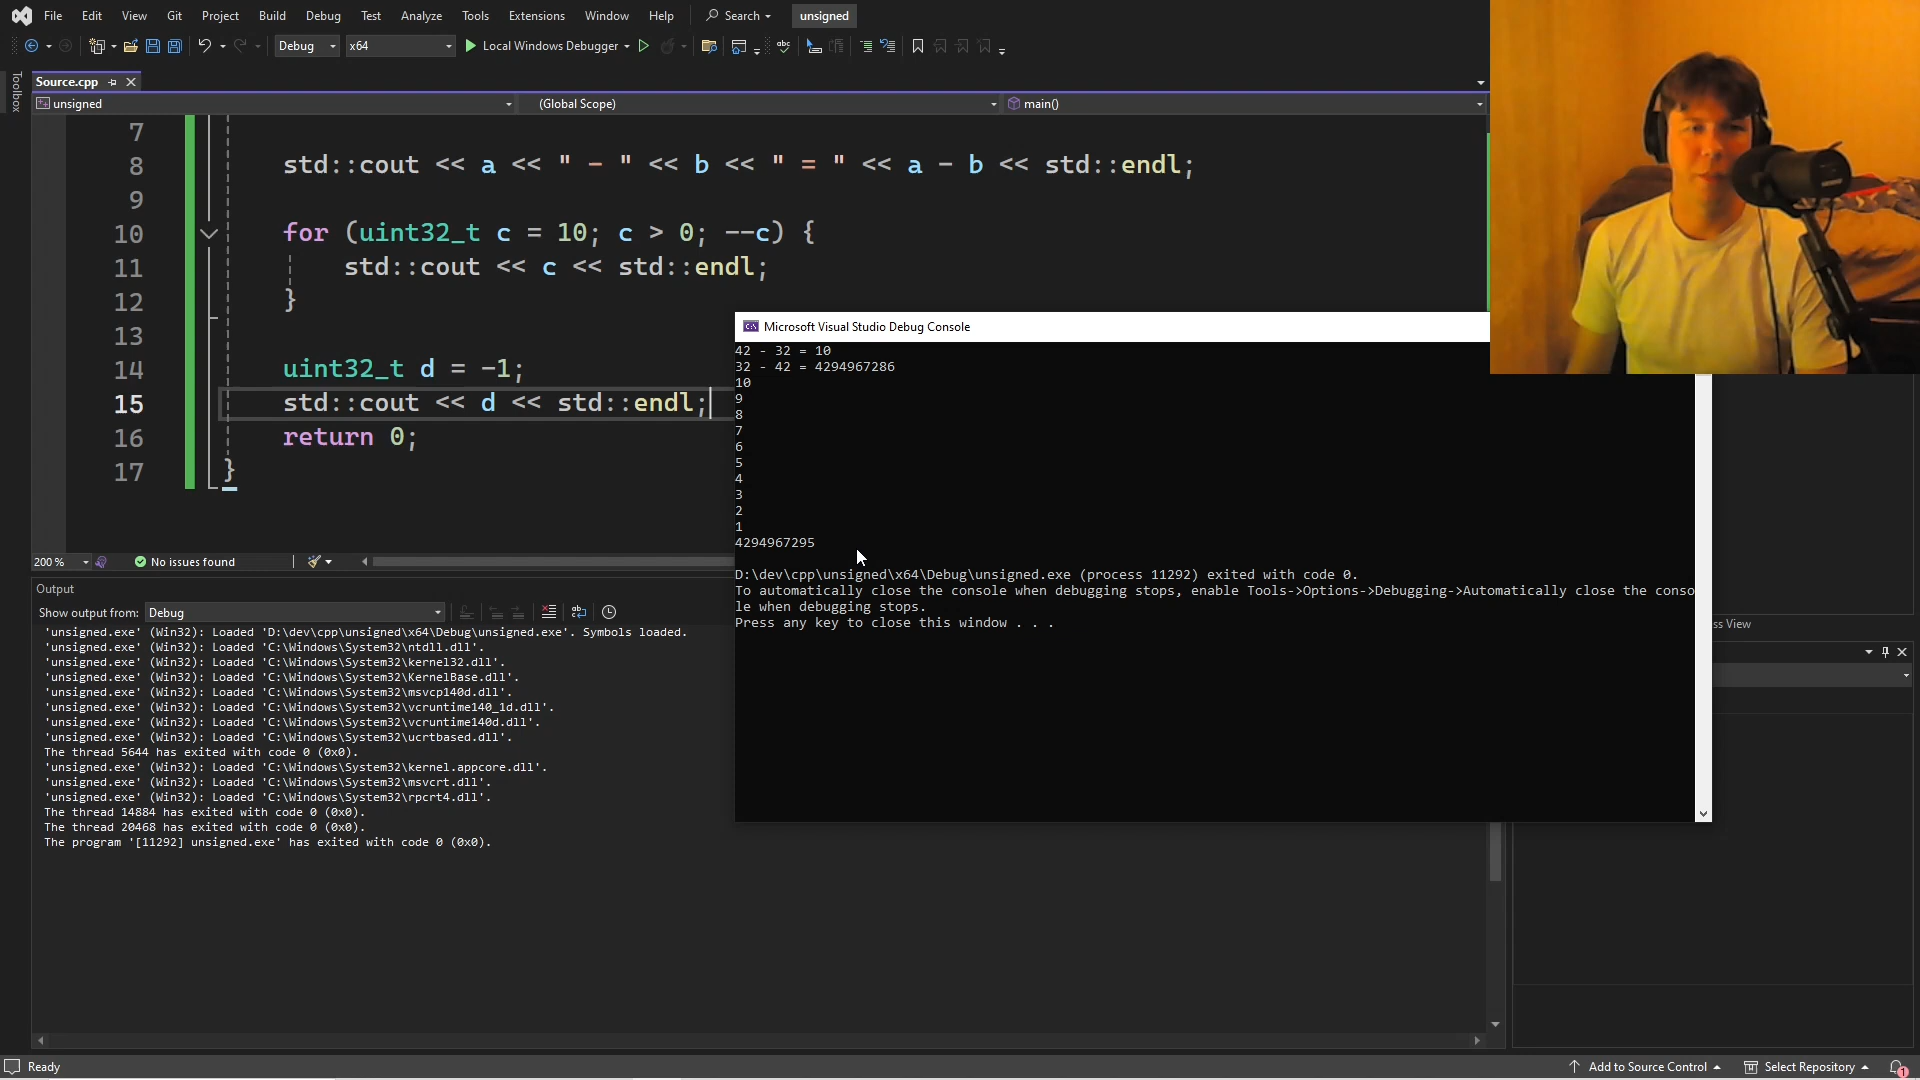 File Edit View Git Project Build Debug Test Analyze Tools Extensions Window Help Search unsigned
Debug x64 Local Windows Debugger
Toolbox
Source.cpp
unsigned (Global Scope) main()
7
8 std::cout << a << " - " << b << " = " << a - b << std::endl;
9
10 for (uint32_t c = 10; c > 0; --c) {
11 std::cout << c << std::endl;
12 }
13
14 uint32_t d = -1;
15 std::cout << d << std::endl;
16 return 0;
17 }
200 % No issues found
Microsoft Visual Studio Debug Console
42 - 32 = 10
32 - 42 = 4294967286
10
9
8
7
6
5
4
3
2
1
4294967295
D:\dev\cpp\unsigned\x64\Debug\unsigned.exe (process 11292) exited with code 0.
To automatically close the console when debugging stops, enable Tools->Options->Debugging->Automatically close the conso
le when debugging stops.
Press any key to close this window . . .
Output
Show output from: Debug
'unsigned.exe' (Win32): Loaded 'D:\dev\cpp\unsigned\x64\Debug\unsigned.exe'. Symbols loaded.
'unsigned.exe' (Win32): Loaded 'C:\Windows\System32\ntdll.dll'.
'unsigned.exe' (Win32): Loaded 'C:\Windows\System32\kernel32.dll'.
'unsigned.exe' (Win32): Loaded 'C:\Windows\System32\KernelBase.dll'.
'unsigned.exe' (Win32): Loaded 'C:\Windows\System32\msvcp140d.dll'.
'unsigned.exe' (Win32): Loaded 'C:\Windows\System32\vcruntime140_1d.dll'.
'unsigned.exe' (Win32): Loaded 'C:\Windows\System32\vcruntime140d.dll'.
'unsigned.exe' (Win32): Loaded 'C:\Windows\System32\ucrtbased.dll'.
The thread 5644 has exited with code 0 (0x0).
'unsigned.exe' (Win32): Loaded 'C:\Windows\System32\kernel.appcore.dll'.
'unsigned.exe' (Win32): Loaded 'C:\Windows\System32\msvcrt.dll'.
'unsigned.exe' (Win32): Loaded 'C:\Windows\System32\rpcrt4.dll'.
The thread 14884 has exited with code 0 (0x0).
The thread 20468 has exited with code 0 (0x0).
The program '[11292] unsigned.exe' has exited with code 0 (0x0).
ss View
Ready Add to Source Control Select Repository 1